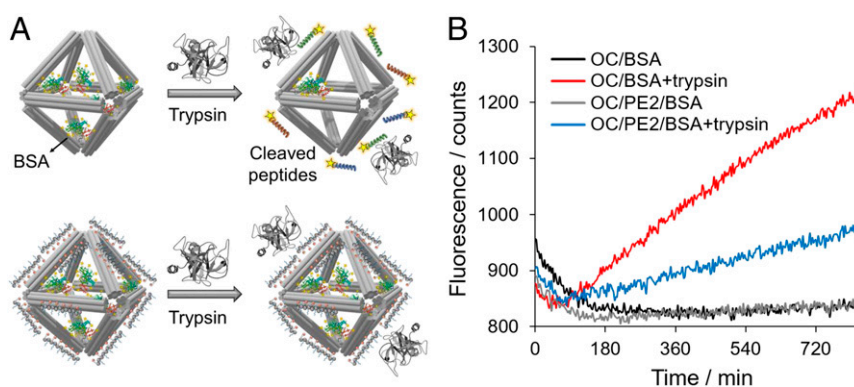 A
Trypsin
BSA
Cleaved
peptides
Trypsin
B
1300
1200
1100
1000
900
800
Fluorescence / counts
OC/BSA
OC/BSA+trypsin
OC/PE2/BSA
OC/PE2/BSA+trypsin
0
180
360
540
720
Time / min